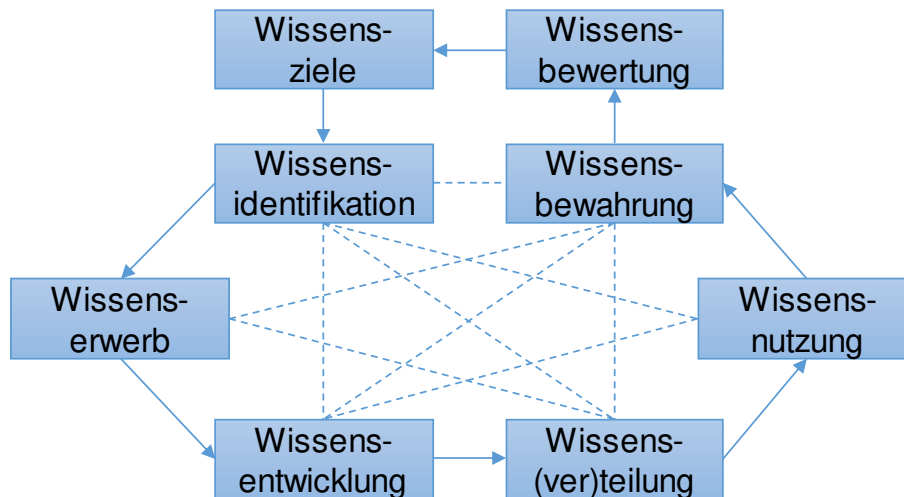 Wissens-
ziele
Wissens-
bewertung
Wissens-
identifikation
Wissens-
bewahrung
Wissens-
erwerb
Wissens-
nutzung
Wissens-
entwicklung
Wissens-
(ver)teilung